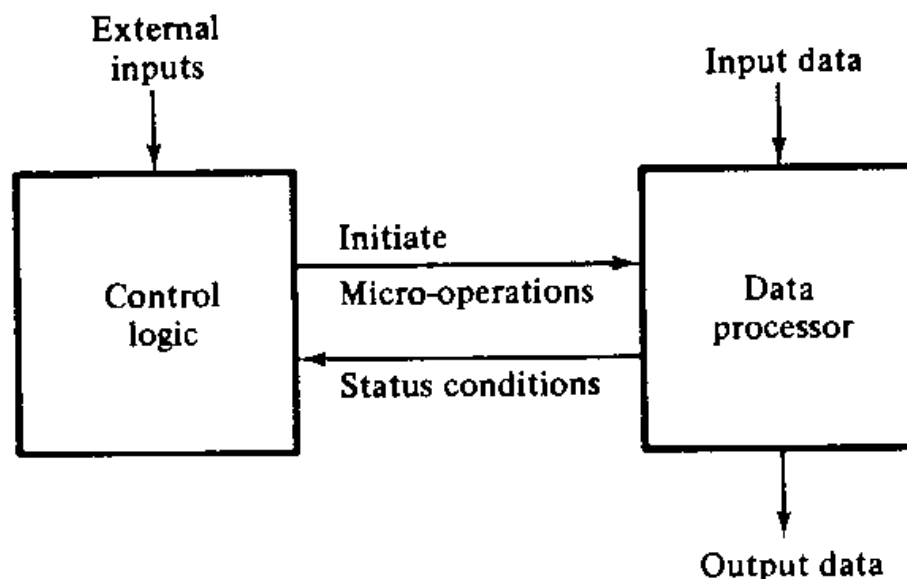 External
inputs
Input data
Initiate
Micro-operations
Control
logic
Data
processor
Status conditions
Output data